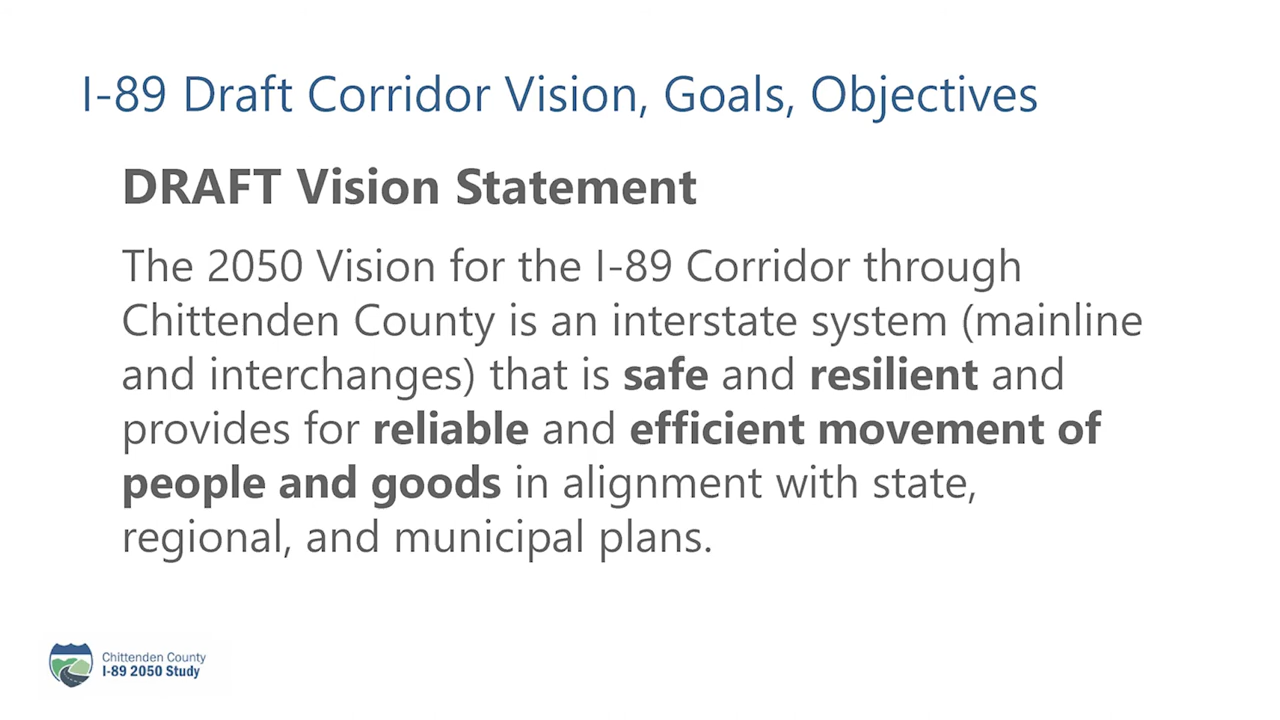 I-89 Draft Corridor Vision, Goals, Objectives
DRAFT Vision Statement
The 2050 Vision for the I-89 Corridor through
Chittenden County is an interstate system (mainline
and interchanges) that is safe and resilient and
provides for reliable and efficient movement of
people and goods in alignment with state,
regional, and municipal plans.
Chittenden County
I-89 2050 Study